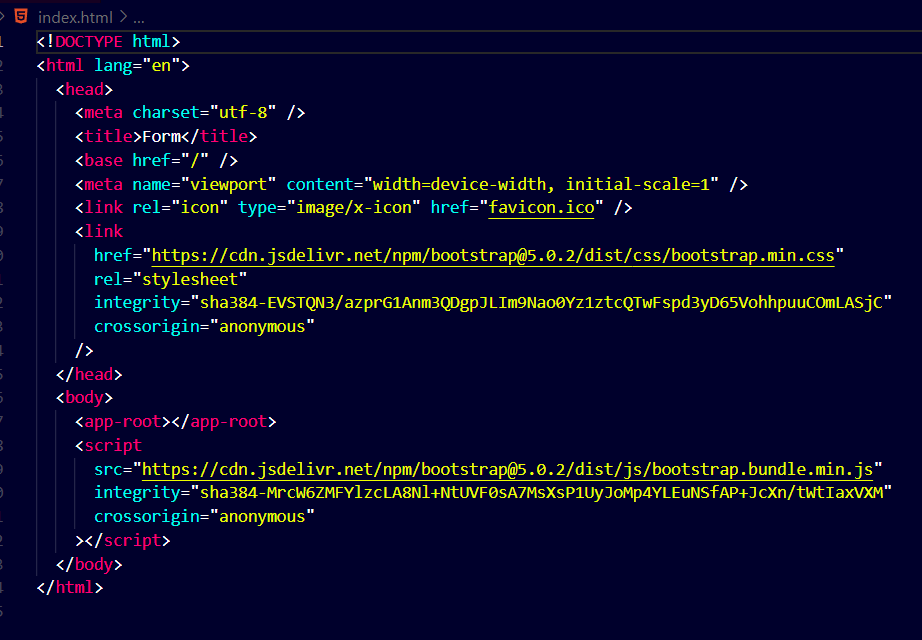 index.html > ...
<!DOCTYPE html>
<html lang="en">
<head>
<meta charset="utf-8" />
<title>Form</title>
<base href="/" />
<meta name="viewport" content="width=device-width, initial-scale=1" />
<link rel="icon" type="image/x-icon" href="favicon.ico" />
<link
href="https://cdn.jsdelivr.net/npm/bootstrap@5.0.2/dist/css/bootstrap.min.css"
rel="stylesheet"
integrity="sha384-EVSTQN3/azprG1Anm3QDgpJLIm9Nao0Yz1ztcQTwFspd3yD65VohhpuuCOmLASjC"
crossorigin="anonymous"
/>
</head>
<body>
<app-root></app-root>
<script
src="https://cdn.jsdelivr.net/npm/bootstrap@5.0.2/dist/js/bootstrap.bundle.min.js"
integrity="sha384-MrcW6ZMFYlzcLA8Nl+NtUVF0sA7MsXsP1UyJoMp4YLEuNSfAP+JcXn/tWtIaxVXM"
crossorigin="anonymous"
></script>
</body>
</html>